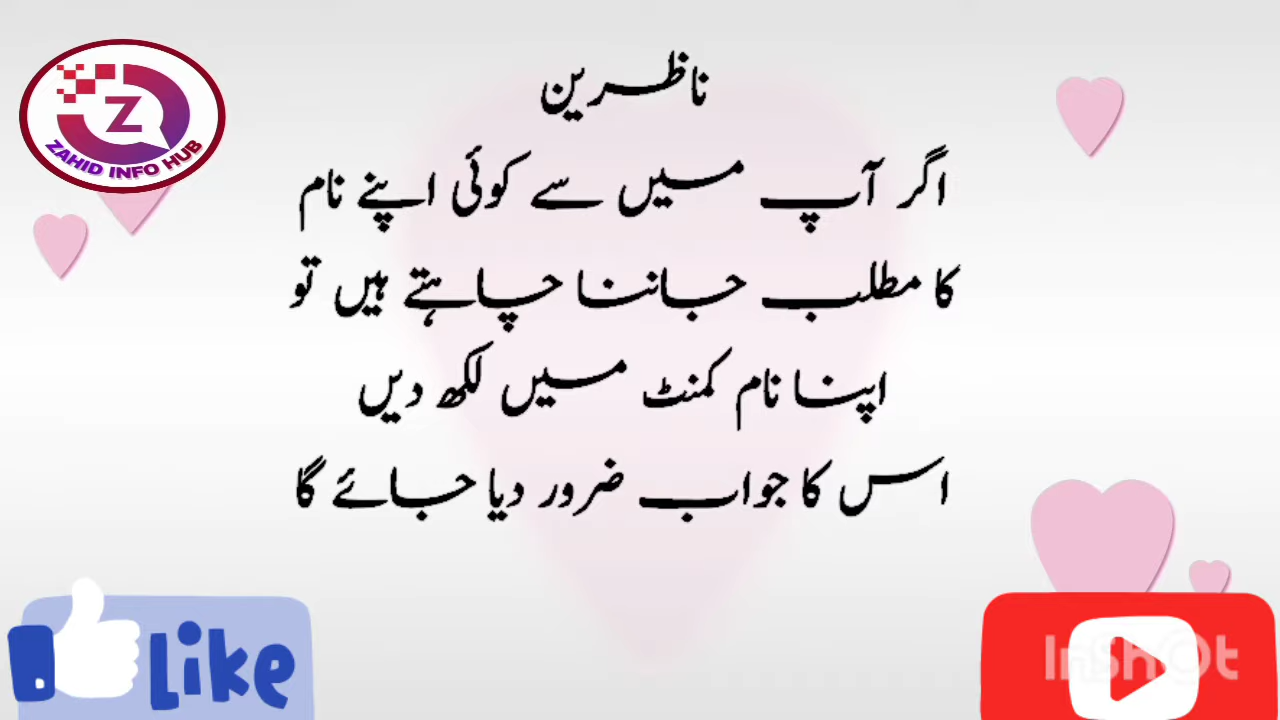 Z
ZAHID INFO HUB
ناظرین
اگر آپ میں سے کوئی اپنے نام
کا مطلب جاننا چاہتے ہیں تو
اپنا نام کمنٹ میں لکھ دیں
اس کا جواب ضرور دیا جائے گا
Like
InShOt